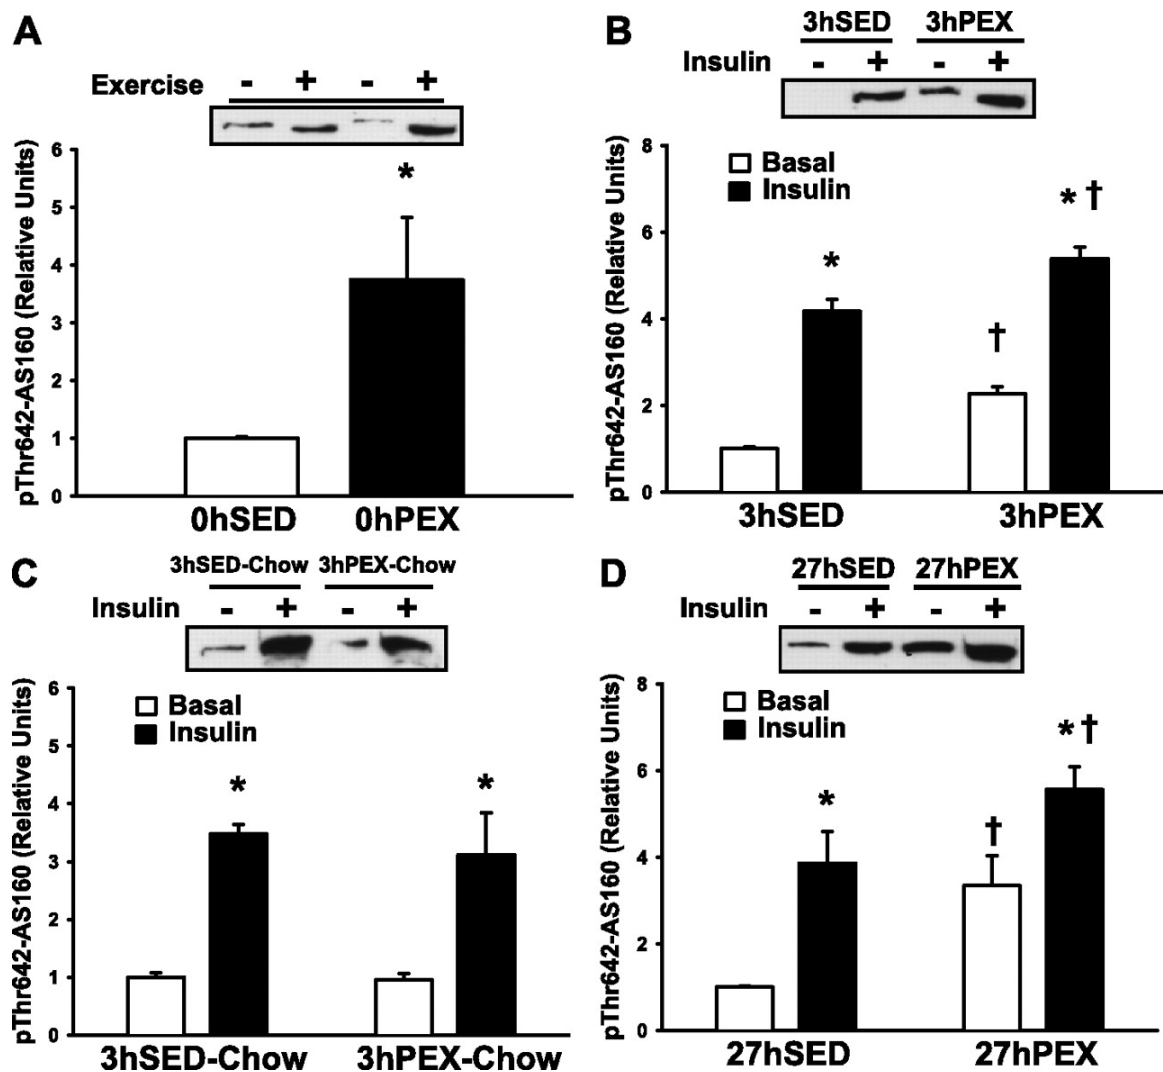 A
Exercise - + - +
pThr642-AS160 (Relative Units)
6
5
4
3
2
1
0
*
0hSED 0hPEX
B
3hSED 3hPEX
Insulin - + - +
pThr642-AS160 (Relative Units)
8
6
4
2
0
Basal
Insulin
*
†
* †
3hSED 3hPEX
C
3hSED-Chow 3hPEX-Chow
Insulin - + - +
pThr642-AS160 (Relative Units)
6
5
4
3
2
1
0
Basal
Insulin
*
*
3hSED-Chow 3hPEX-Chow
D
27hSED 27hPEX
Insulin - + - +
pThr642-AS160 (Relative Units)
8
6
4
2
0
Basal
Insulin
*
†
* †
27hSED 27hPEX